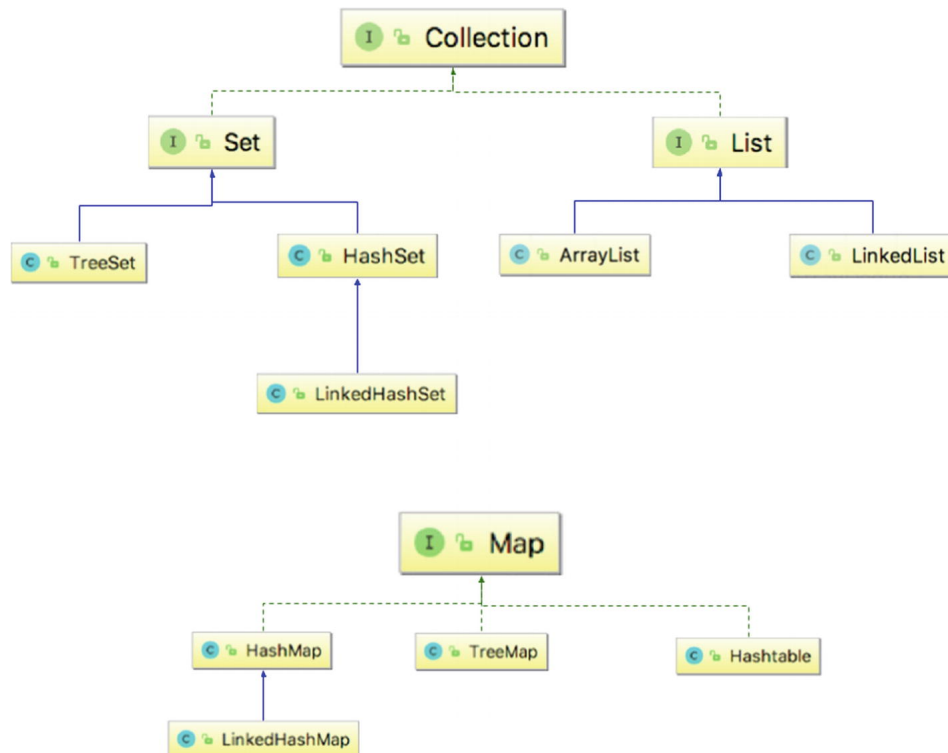 I Collection
I Set
I List
C TreeSet
C HashSet
C ArrayList
C LinkedList
C LinkedHashSet
I Map
C HashMap
C TreeMap
C Hashtable
C LinkedHashMap